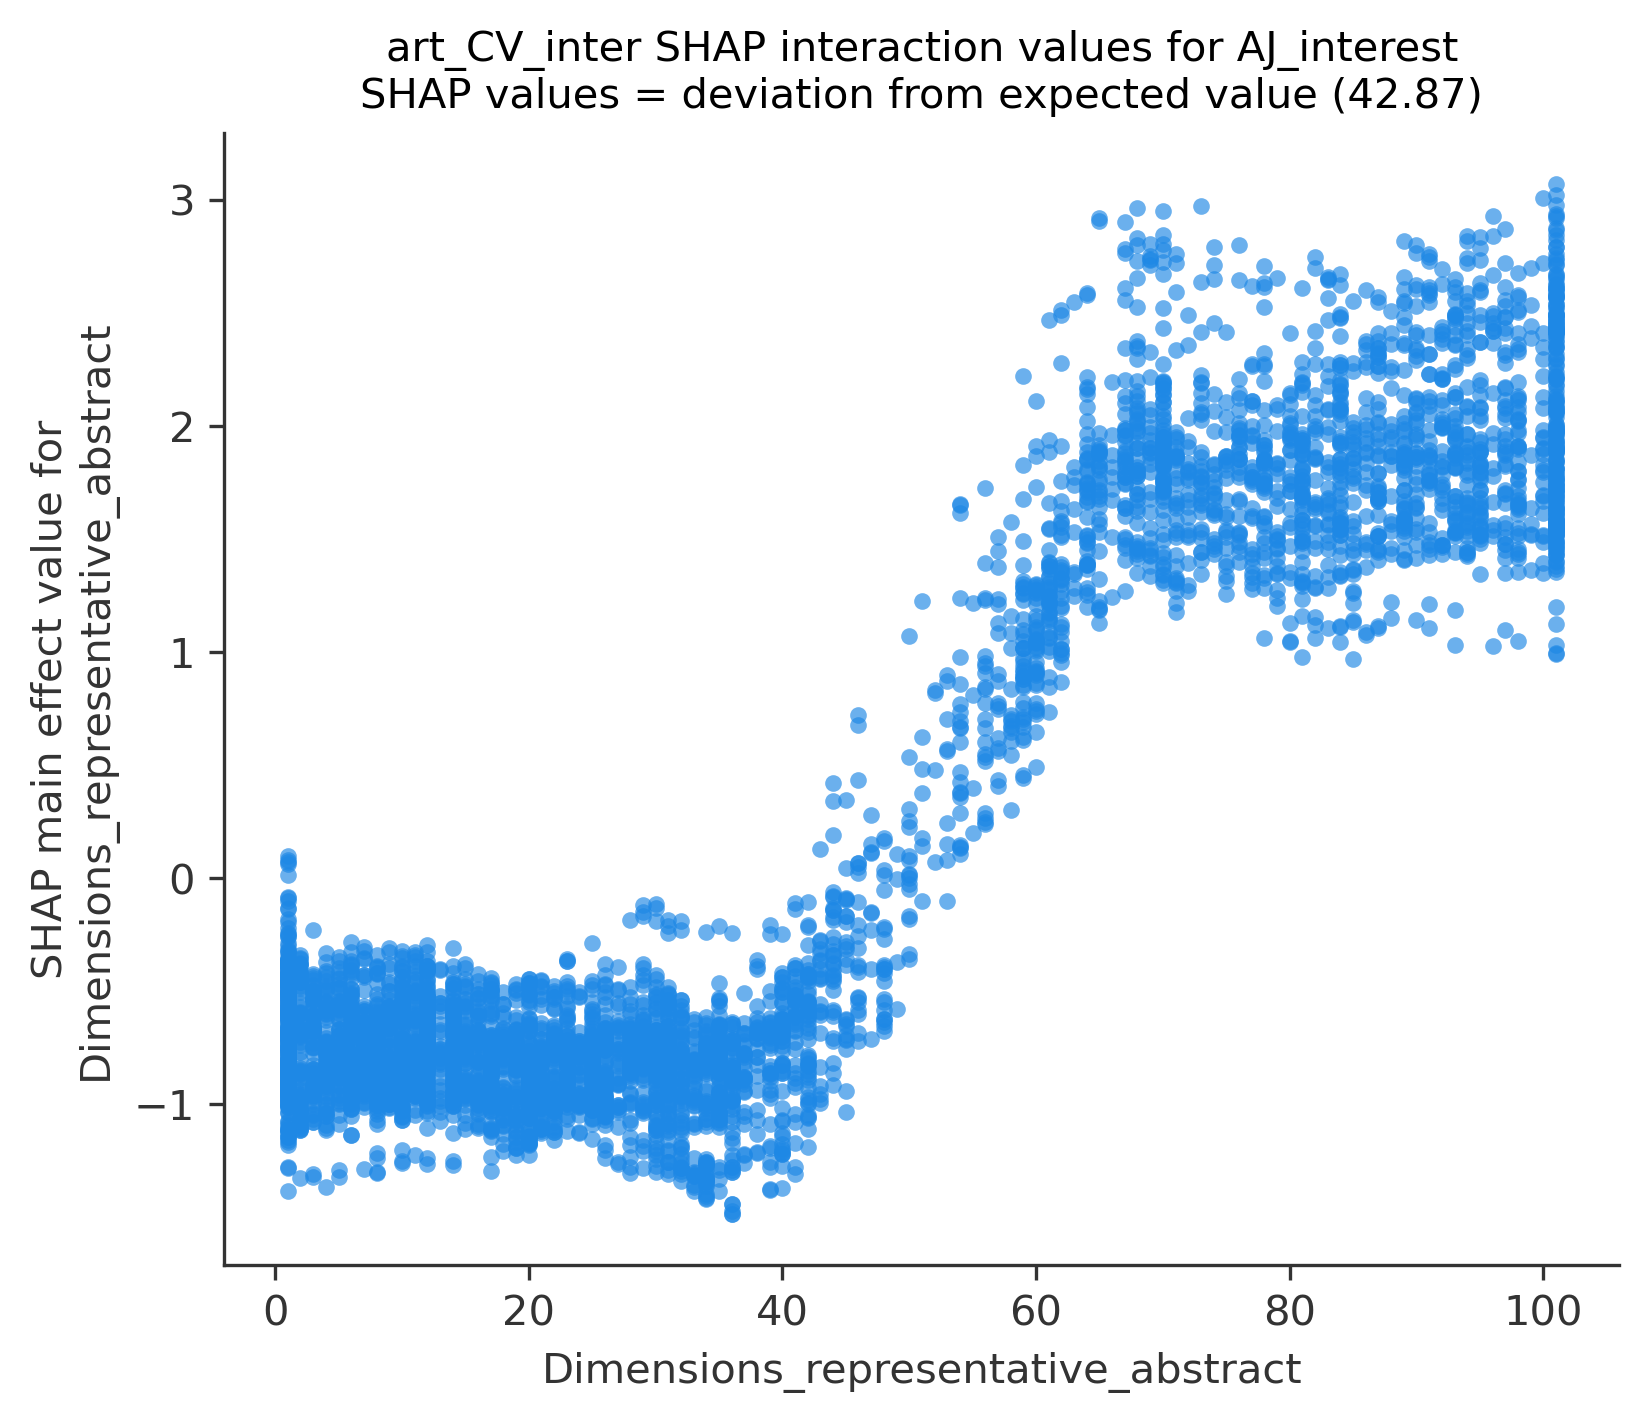 art_CV_inter SHAP interaction values for AJ_interest
SHAP values = deviation from expected value (42.87)
SHAP main effect value for
Dimensions_representative_abstract
3
2
1
0
−1
0 20 40 60 80 100
Dimensions_representative_abstract